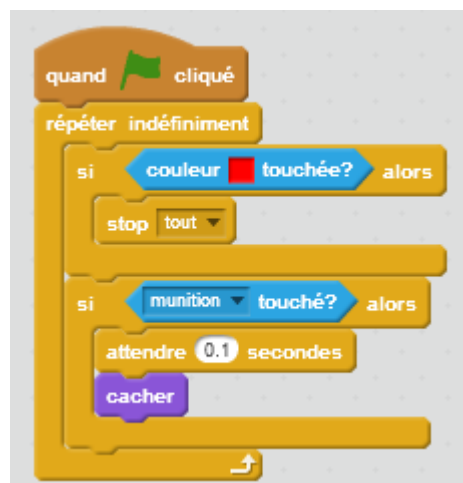 quand cliqué
répéter indéfiniment
si couleur touchée? alors
stop tout
si munition touché? alors
attendre 0.1 secondes
cacher